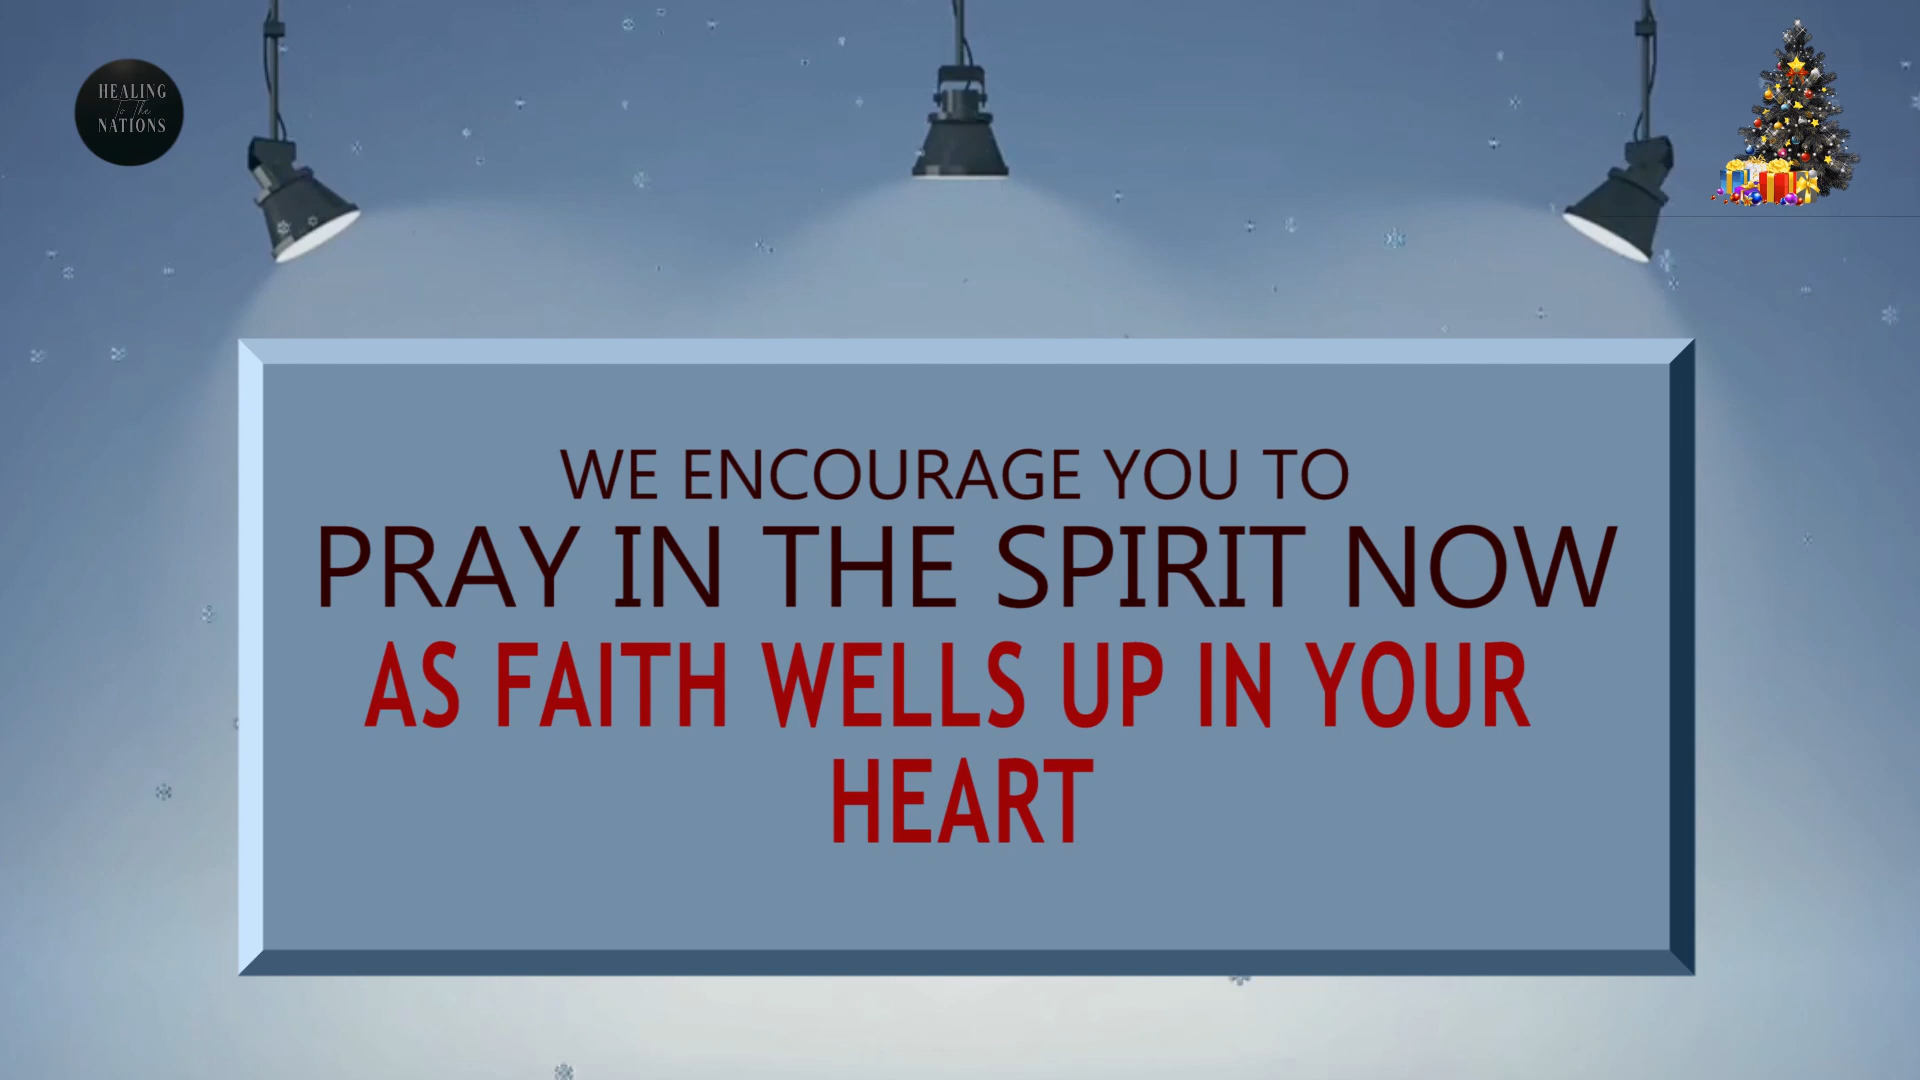 HEALING
To The
NATIONS
WE ENCOURAGE YOU TO
PRAY IN THE SPIRIT NOW
AS FAITH WELLS UP IN YOUR
HEART